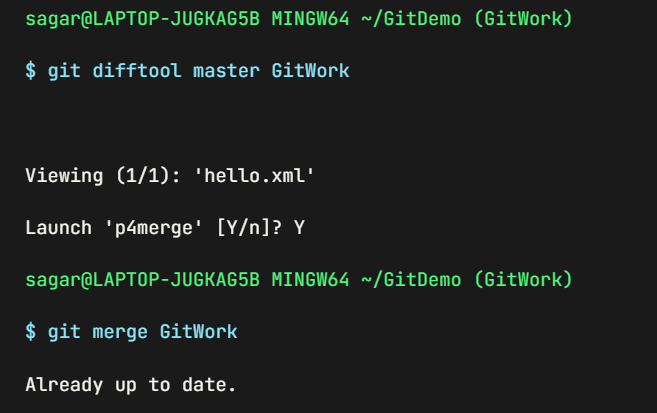 sagar@LAPTOP-JUGKAG5B MINGW64 ~/GitDemo (GitWork)
$ git difftool master GitWork
Viewing (1/1): 'hello.xml'
Launch 'p4merge' [Y/n]? Y
sagar@LAPTOP-JUGKAG5B MINGW64 ~/GitDemo (GitWork)
$ git merge GitWork
Already up to date.